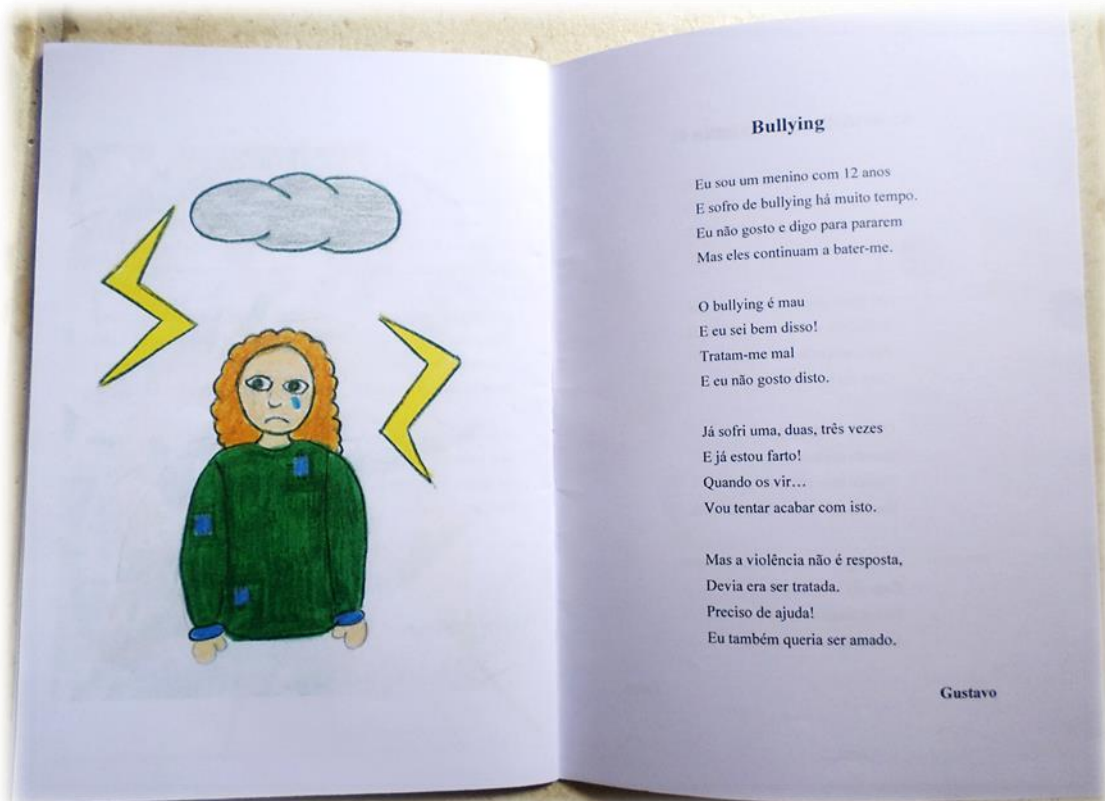 Bullying
Eu sou um menino com 12 anos
E sofro de bullying há muito tempo.
Eu não gosto e digo para pararem
Mas eles continuam a bater-me.
O bullying é mau
E eu sei bem disso!
Tratam-me mal
E eu não gosto disto.
Já sofri uma, duas, três vezes
E já estou farto!
Quando os vir...
Vou tentar acabar com isto.
Mas a violência não é resposta,
Devia era ser tratada.
Preciso de ajuda!
Eu também queria ser amado.
Gustavo